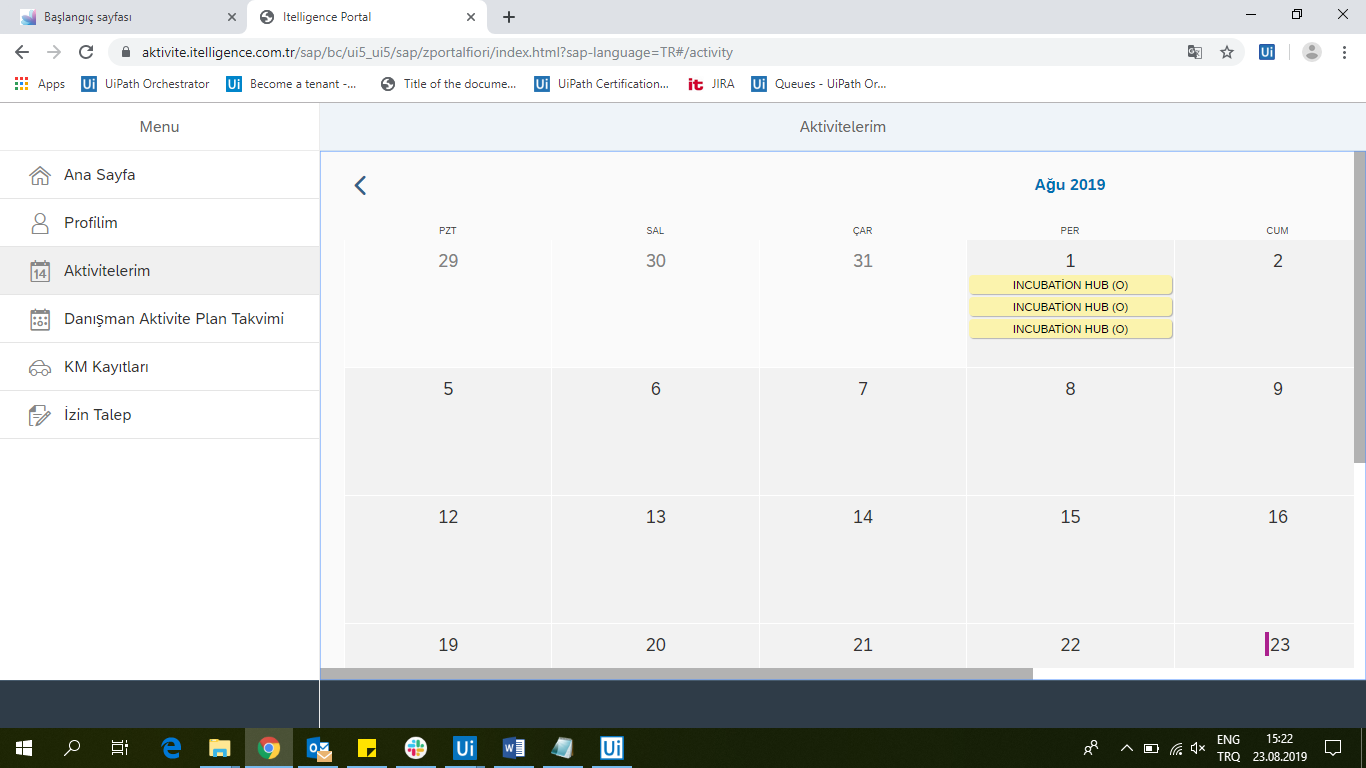 Başlangıç sayfası
Itelligence Portal
aktivite.itelligence.com.tr/sap/bc/ui5_ui5/sap/zportalfiori/index.html?sap-language=TR#/activity
Apps
UiPath Orchestrator
Become a tenant -...
Title of the docume...
UiPath Certification...
JIRA
Queues - UiPath Or...
Menu
Aktivitelerim
Ana Sayfa
Profilim
Aktivitelerim
Danışman Aktivite Plan Takvimi
KM Kayıtları
İzin Talep
Ağu 2019
PZT SAL ÇAR PER CUM
29 30 31 1 2
INCUBATİON HUB (O)
INCUBATİON HUB (O)
INCUBATİON HUB (O)
5 6 7 8 9
12 13 14 15 16
19 20 21 22 23
ENG
TRQ
15:22
23.08.2019